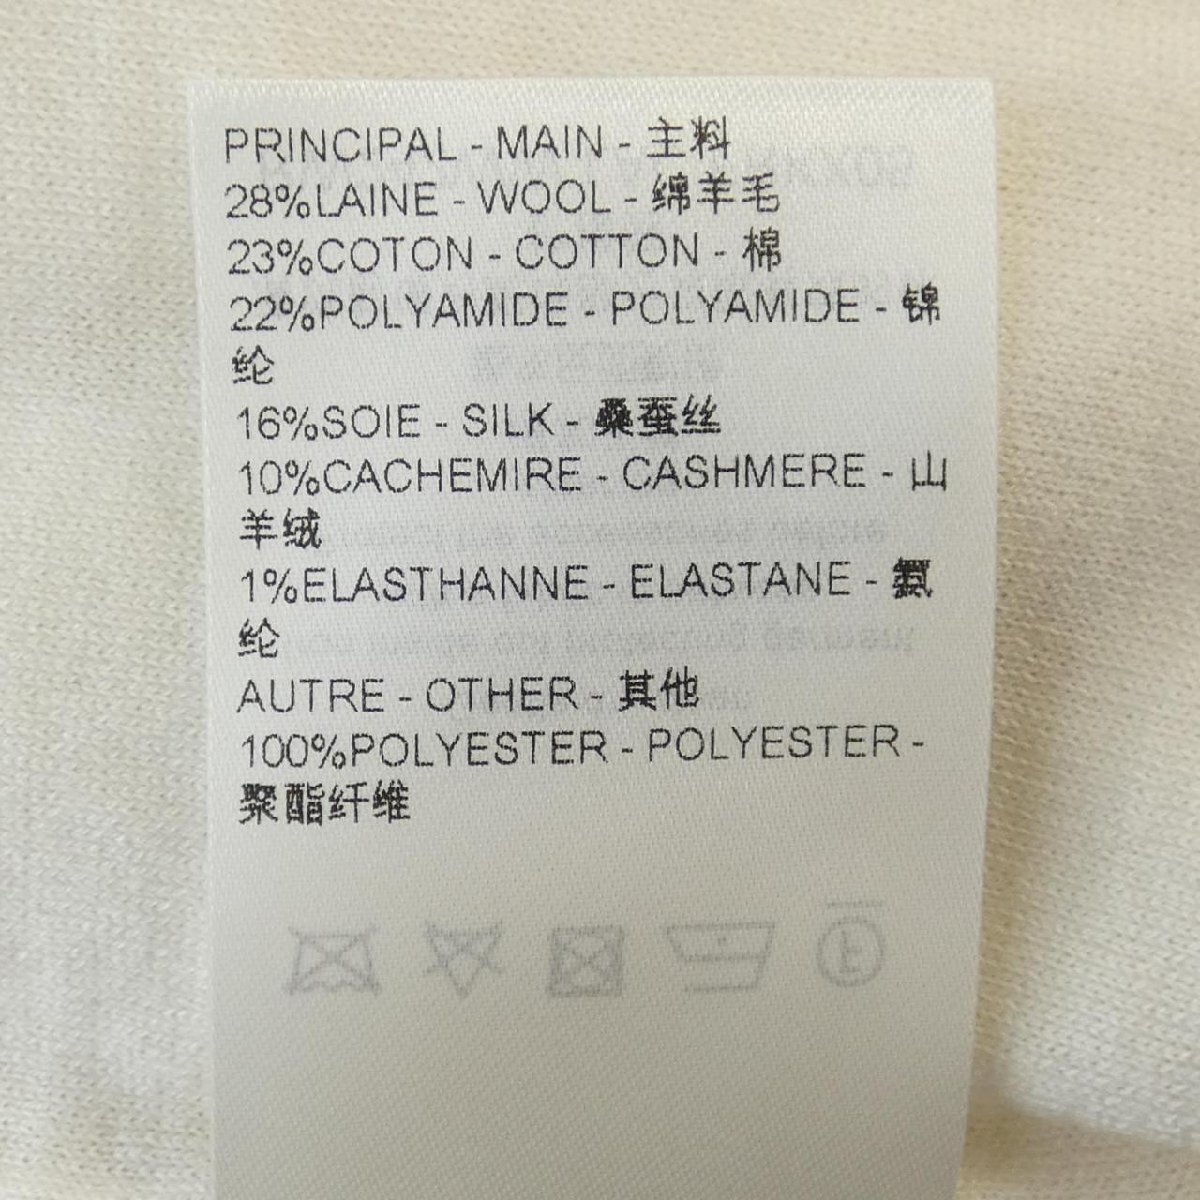 PRINCIPAL - MAIN - 主料
28%LAINE - WOOL - 绵羊毛
23%COTON - COTTON - 棉
22%POLYAMIDE - POLYAMIDE - 锦
纶
16%SOIE - SILK - 桑蚕丝
10%CACHEMIRE - CASHMERE - 山
羊绒
1%ELASTHANNE - ELASTANE - 氨
纶
AUTRE - OTHER - 其他
100%POLYESTER - POLYESTER -
聚酯纤维